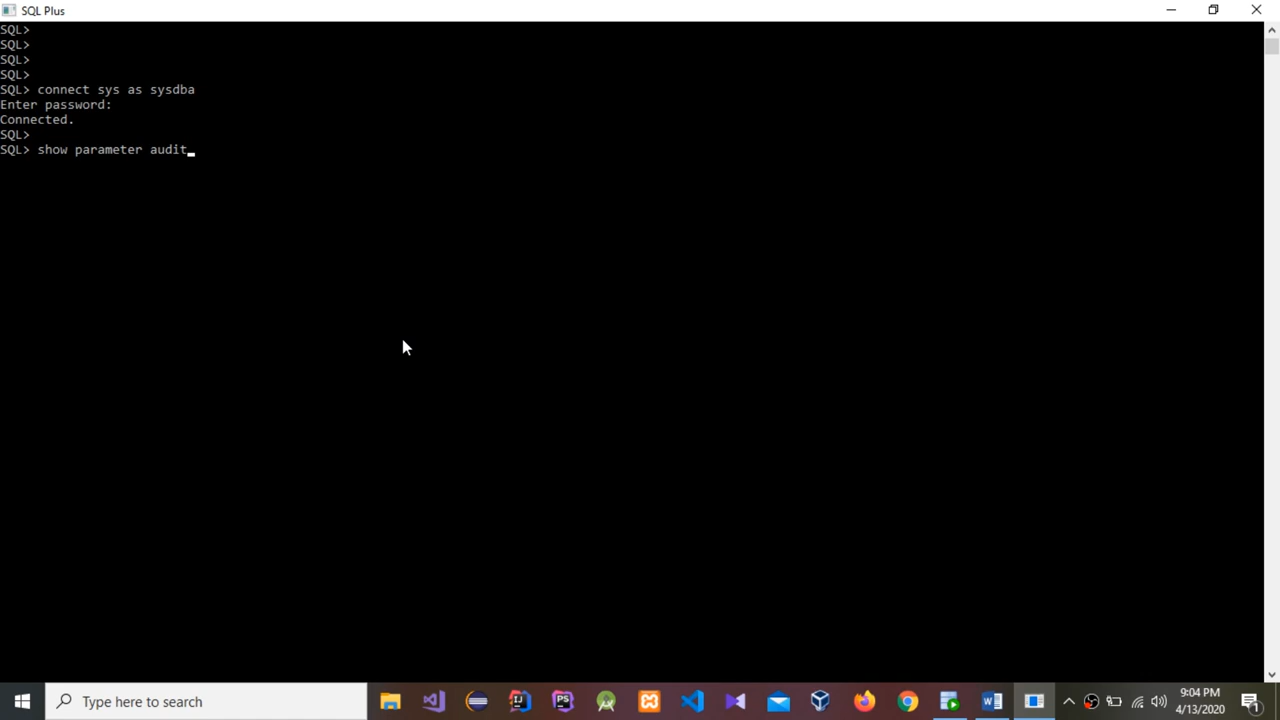 SQL Plus
SQL>
SQL>
SQL>
SQL>
SQL> connect sys as sysdba
Enter password:
Connected.
SQL>
SQL> show parameter audit
Type here to search
9:04 PM
4/13/2020